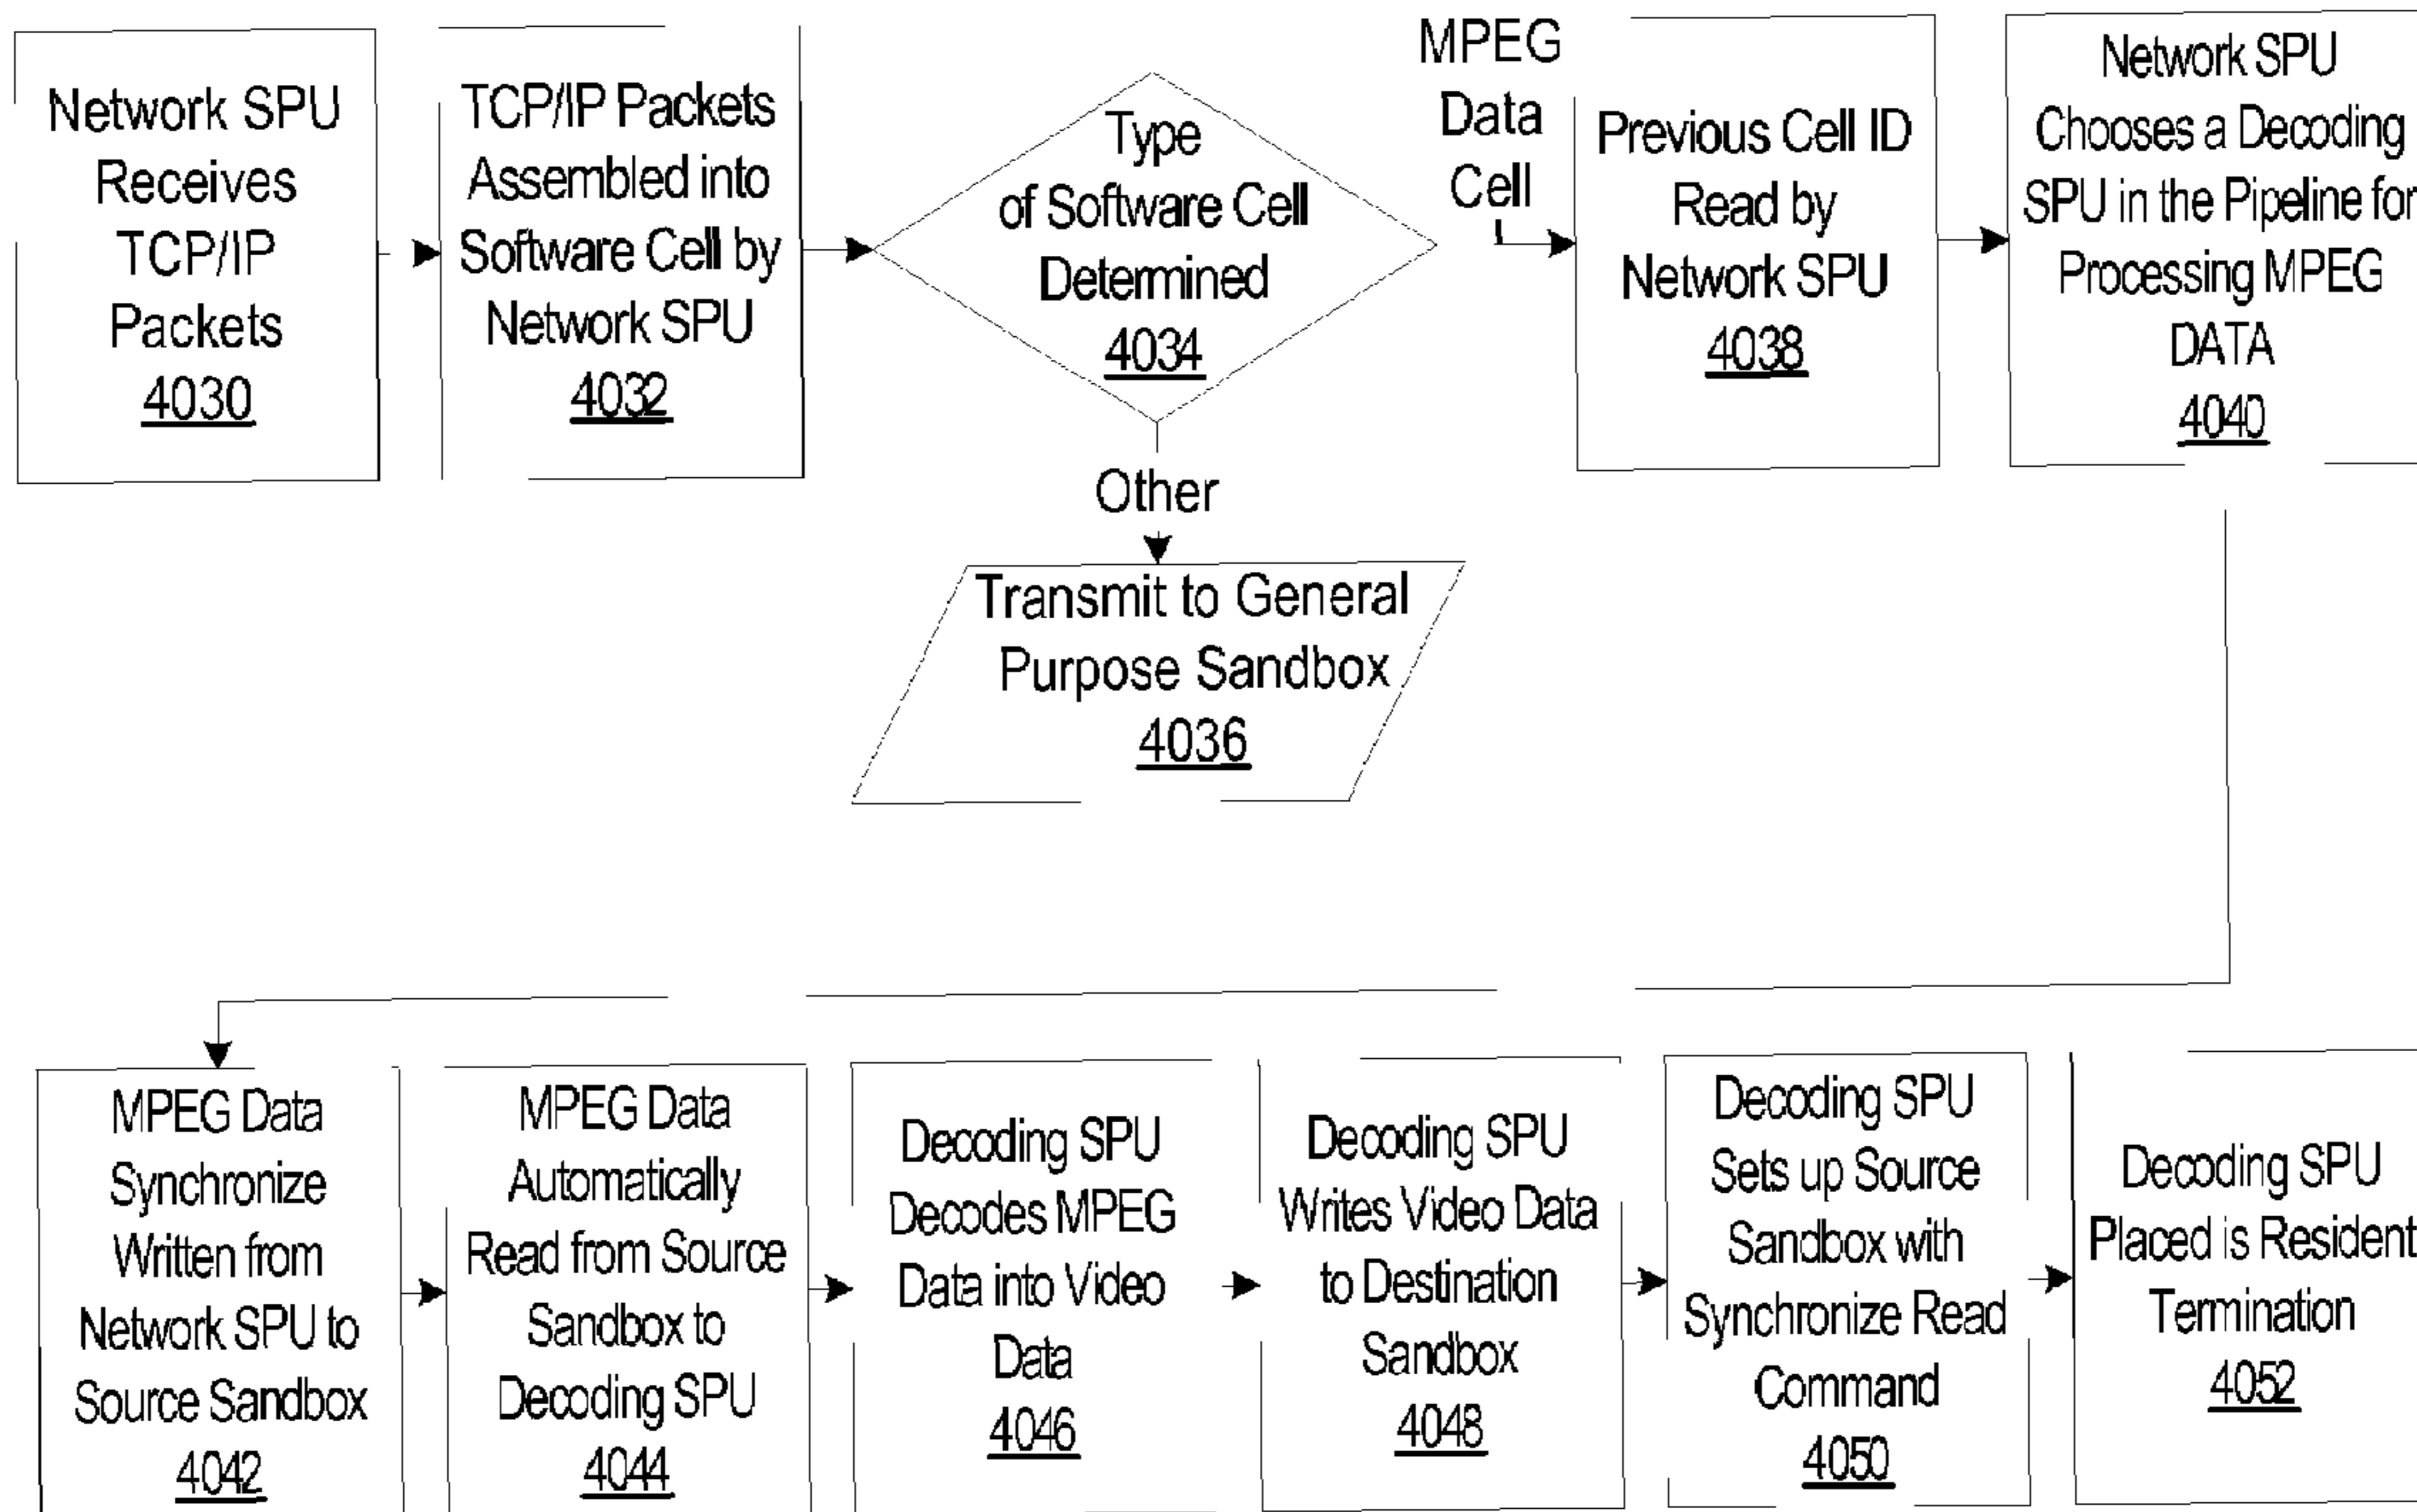 Network SPU
Receives
TCP/IP
Packets
4030
TCP/IP Packets
Assembled into
Software Cell by
Network SPU
4032
Type
of Software Cell
Determined
4034
MPEG
Data
Cell
Previous Cell ID
Read by
Network SPU
4038
Network SPU
Chooses a Decoding
SPU in the Pipeline for
Processing MPEG
DATA
4040
Other
Transmit to General
Purpose Sandbox
4036
MPEG Data
Synchronize
Written from
Network SPU to
Source Sandbox
4042
MPEG Data
Automatically
Read from Source
Sandbox to
Decoding SPU
4044
Decoding SPU
Decodes MPEG
Data into Video
Data
4046
Decoding SPU
Writes Video Data
to Destination
Sandbox
4048
Decoding SPU
Sets up Source
Sandbox with
Synchronize Read
Command
4050
Decoding SPU
Placed is Resident
Termination
4052